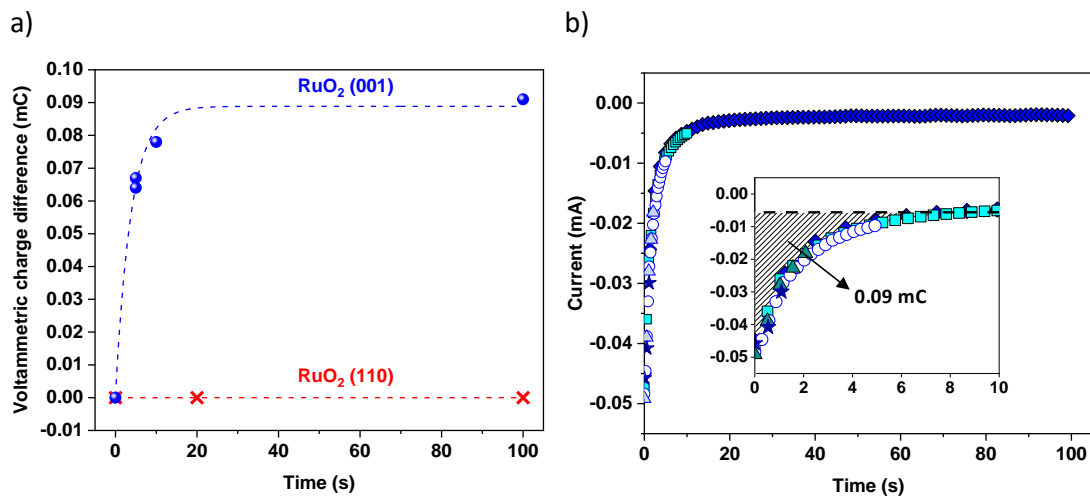 a)
Voltammetric charge difference (mC)
0.10
0.09
0.08
0.07
0.06
0.05
0.04
0.03
0.02
0.01
0.00
-0.01
RuO₂ (001)
RuO₂ (110)
0 20 40 60 80 100
Time (s)
b)
Current (mA)
0.00
-0.01
-0.02
-0.03
-0.04
-0.05
0.00
-0.01
-0.02
-0.03
-0.04
-0.05
0.09 mC
0 2 4 6 8 10
0 20 40 60 80 100
Time (s)